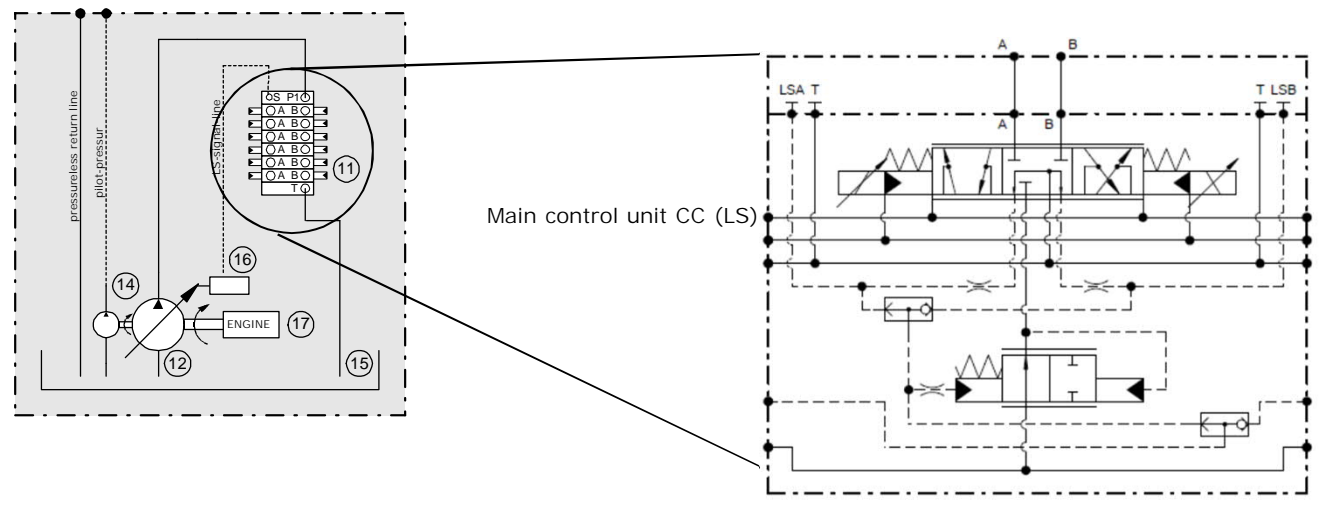 pressureless return line
pilot-pressur
LS-signal line
S P1
A B
A B
A B
A B
A B
A B
T
11
16
14
ENGINE
17
12
15
Main control unit CC (LS)
A B
LSA T
T LSB
A B